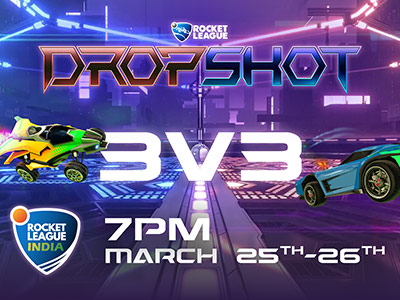 ROCKET
LEAGUE
DROPSHOT
3V3
ROCKET
LEAGUE
INDIA
7PM
MARCH 25TH-26TH